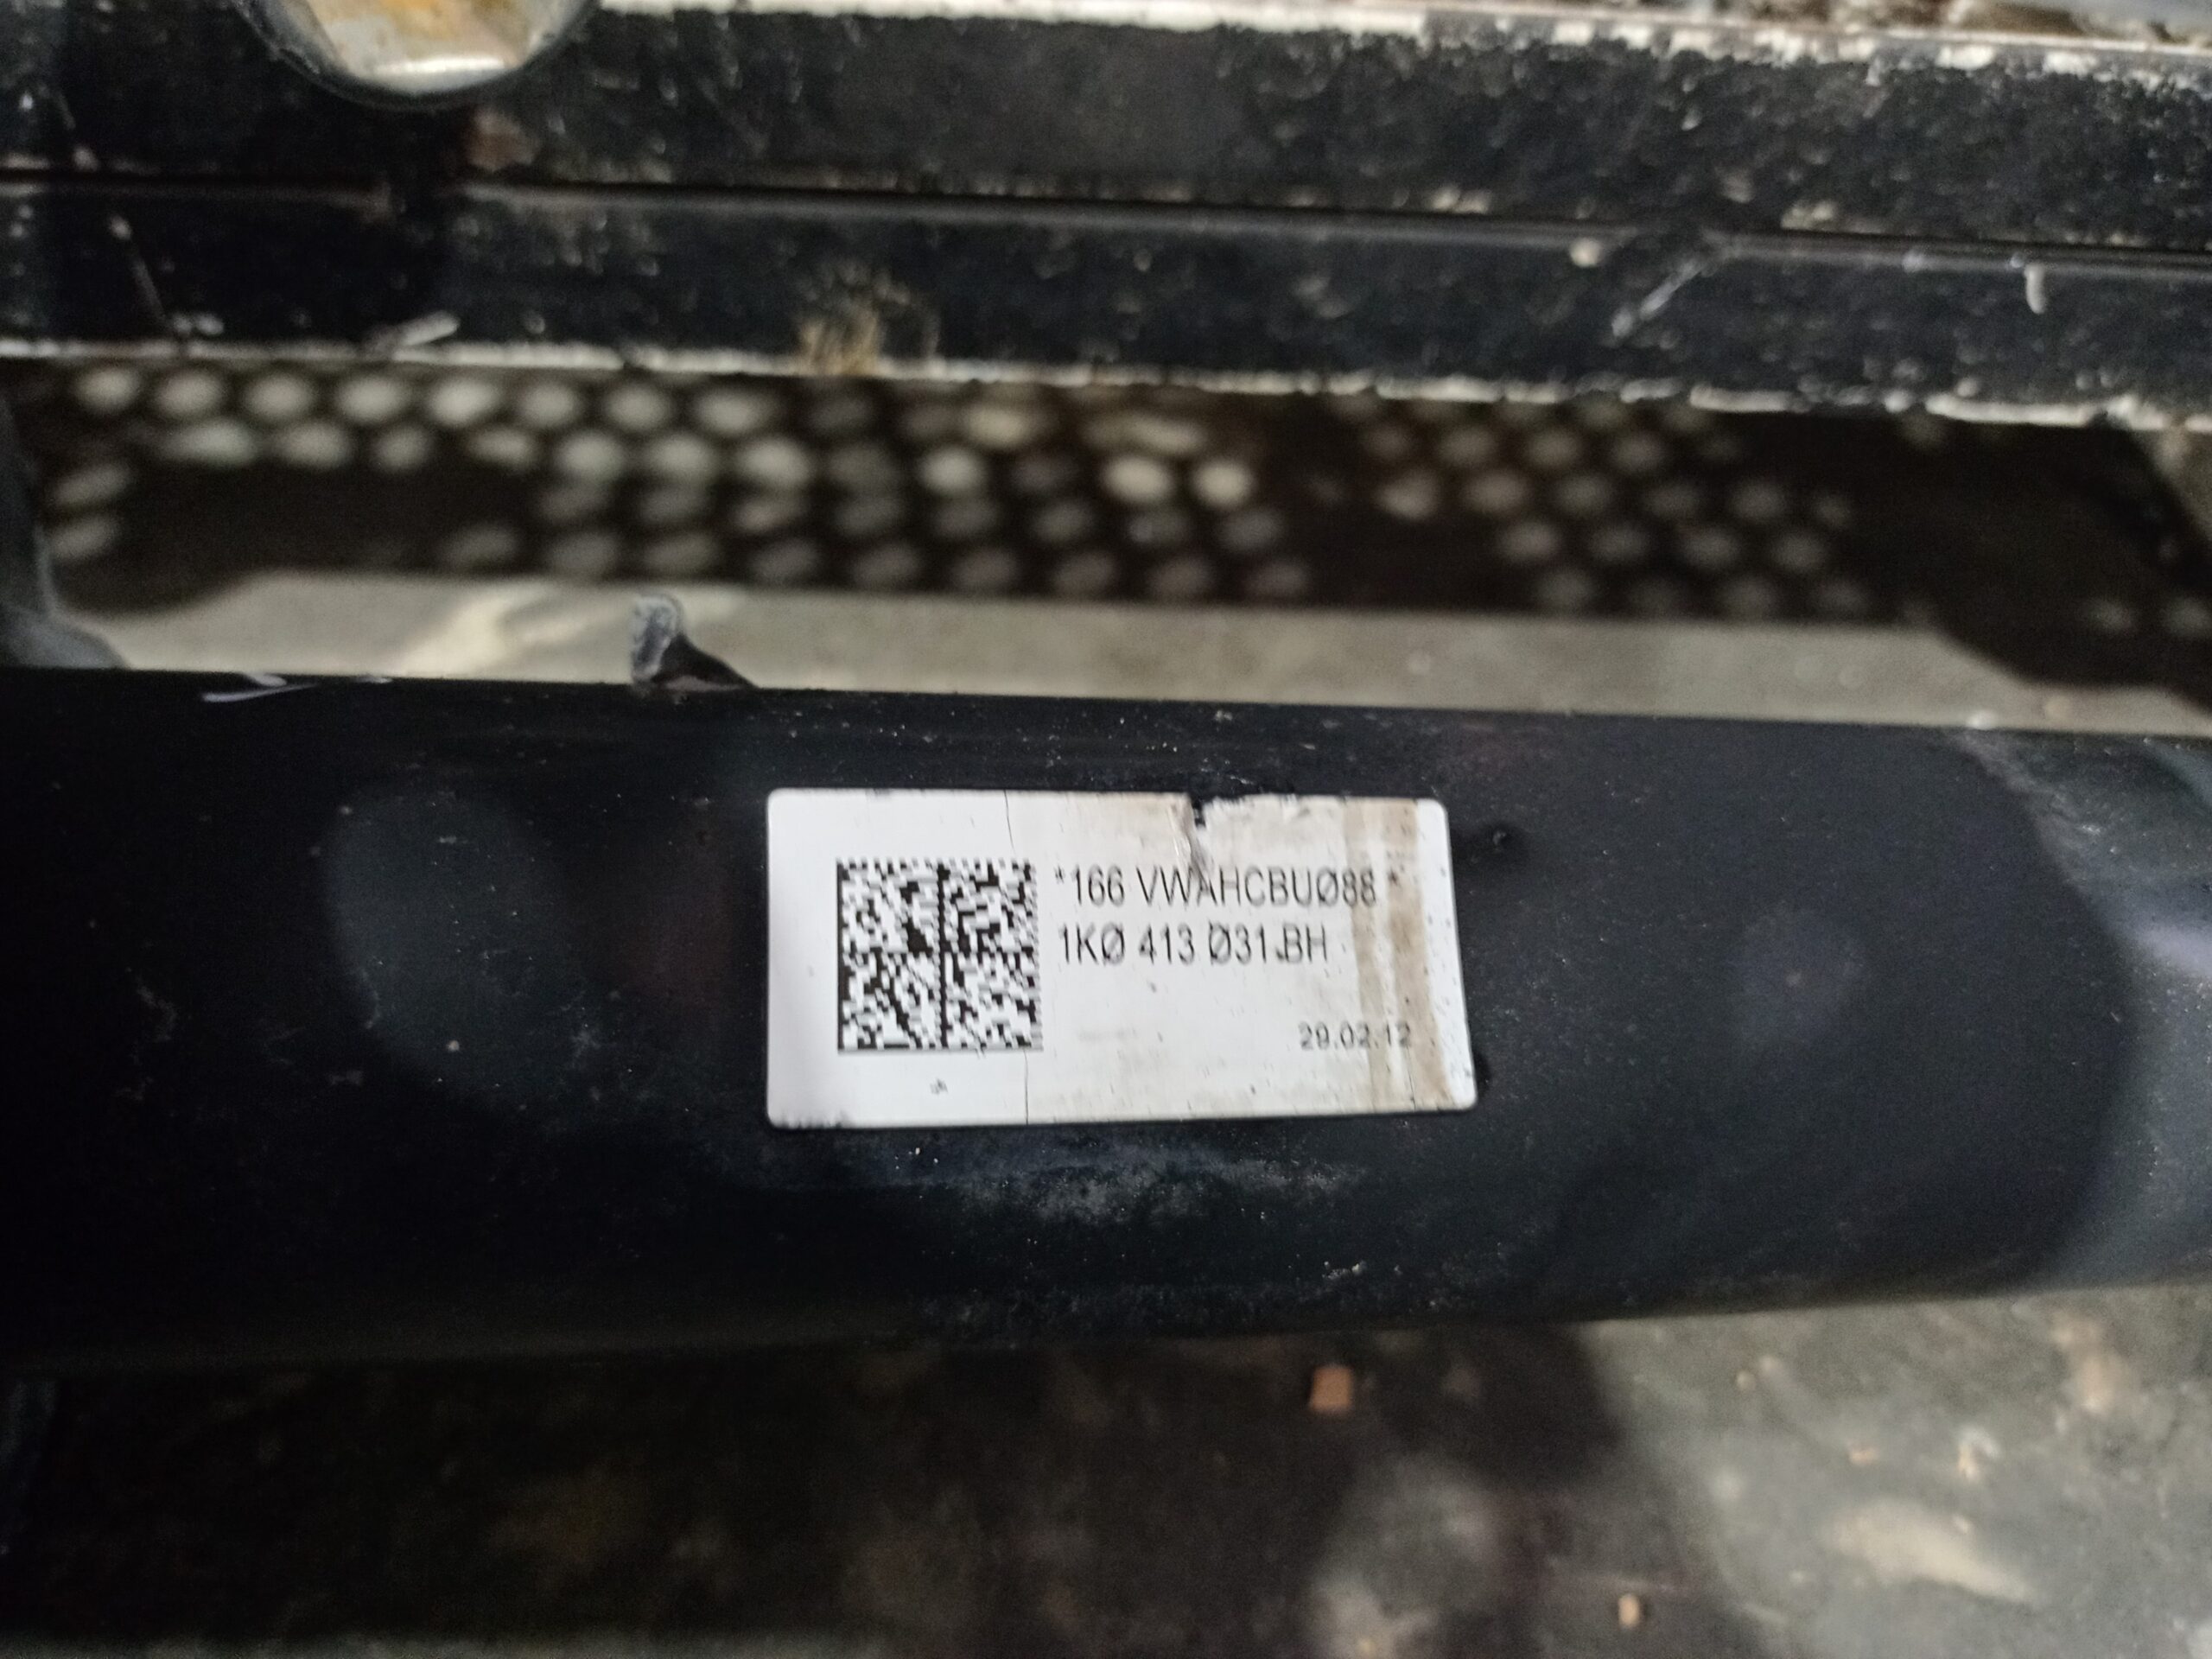 *166 VWAHCBUØ88 *
1KØ 413 Ø31.BH
29.02.12